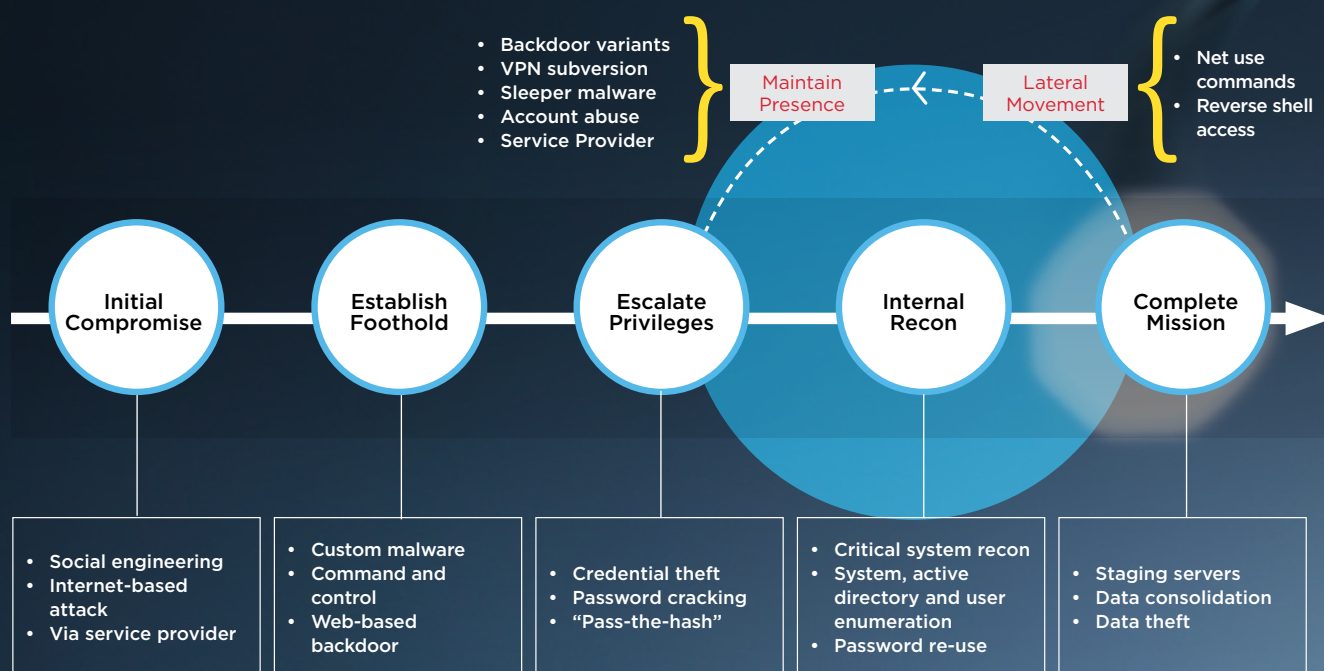 • Backdoor variants
• VPN subversion
• Sleeper malware
• Account abuse
• Service Provider
Maintain
Presence
Lateral
Movement
• Net use
commands
• Reverse shell
access
Initial
Compromise
Establish
Foothold
Escalate
Privileges
Internal
Recon
Complete
Mission
• Social engineering
• Internet-based
attack
• Via service provider
• Custom malware
• Command and
control
• Web-based
backdoor
• Credential theft
• Password cracking
• “Pass-the-hash”
• Critical system recon
• System, active
directory and user
enumeration
• Password re-use
• Staging servers
• Data consolidation
• Data theft